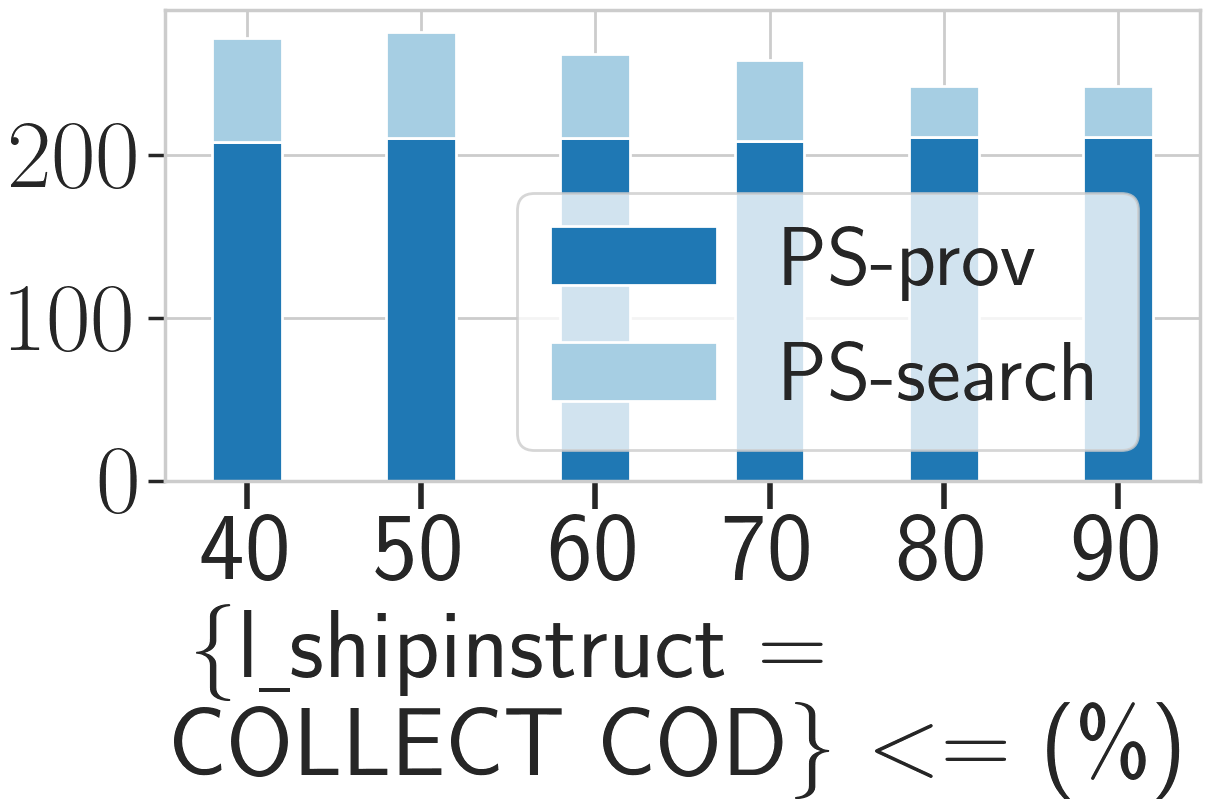 200
100
0
PS-prov
PS-search
40 50 60 70 80 90
{l_shipinstruct =
COLLECT COD} <= (%)